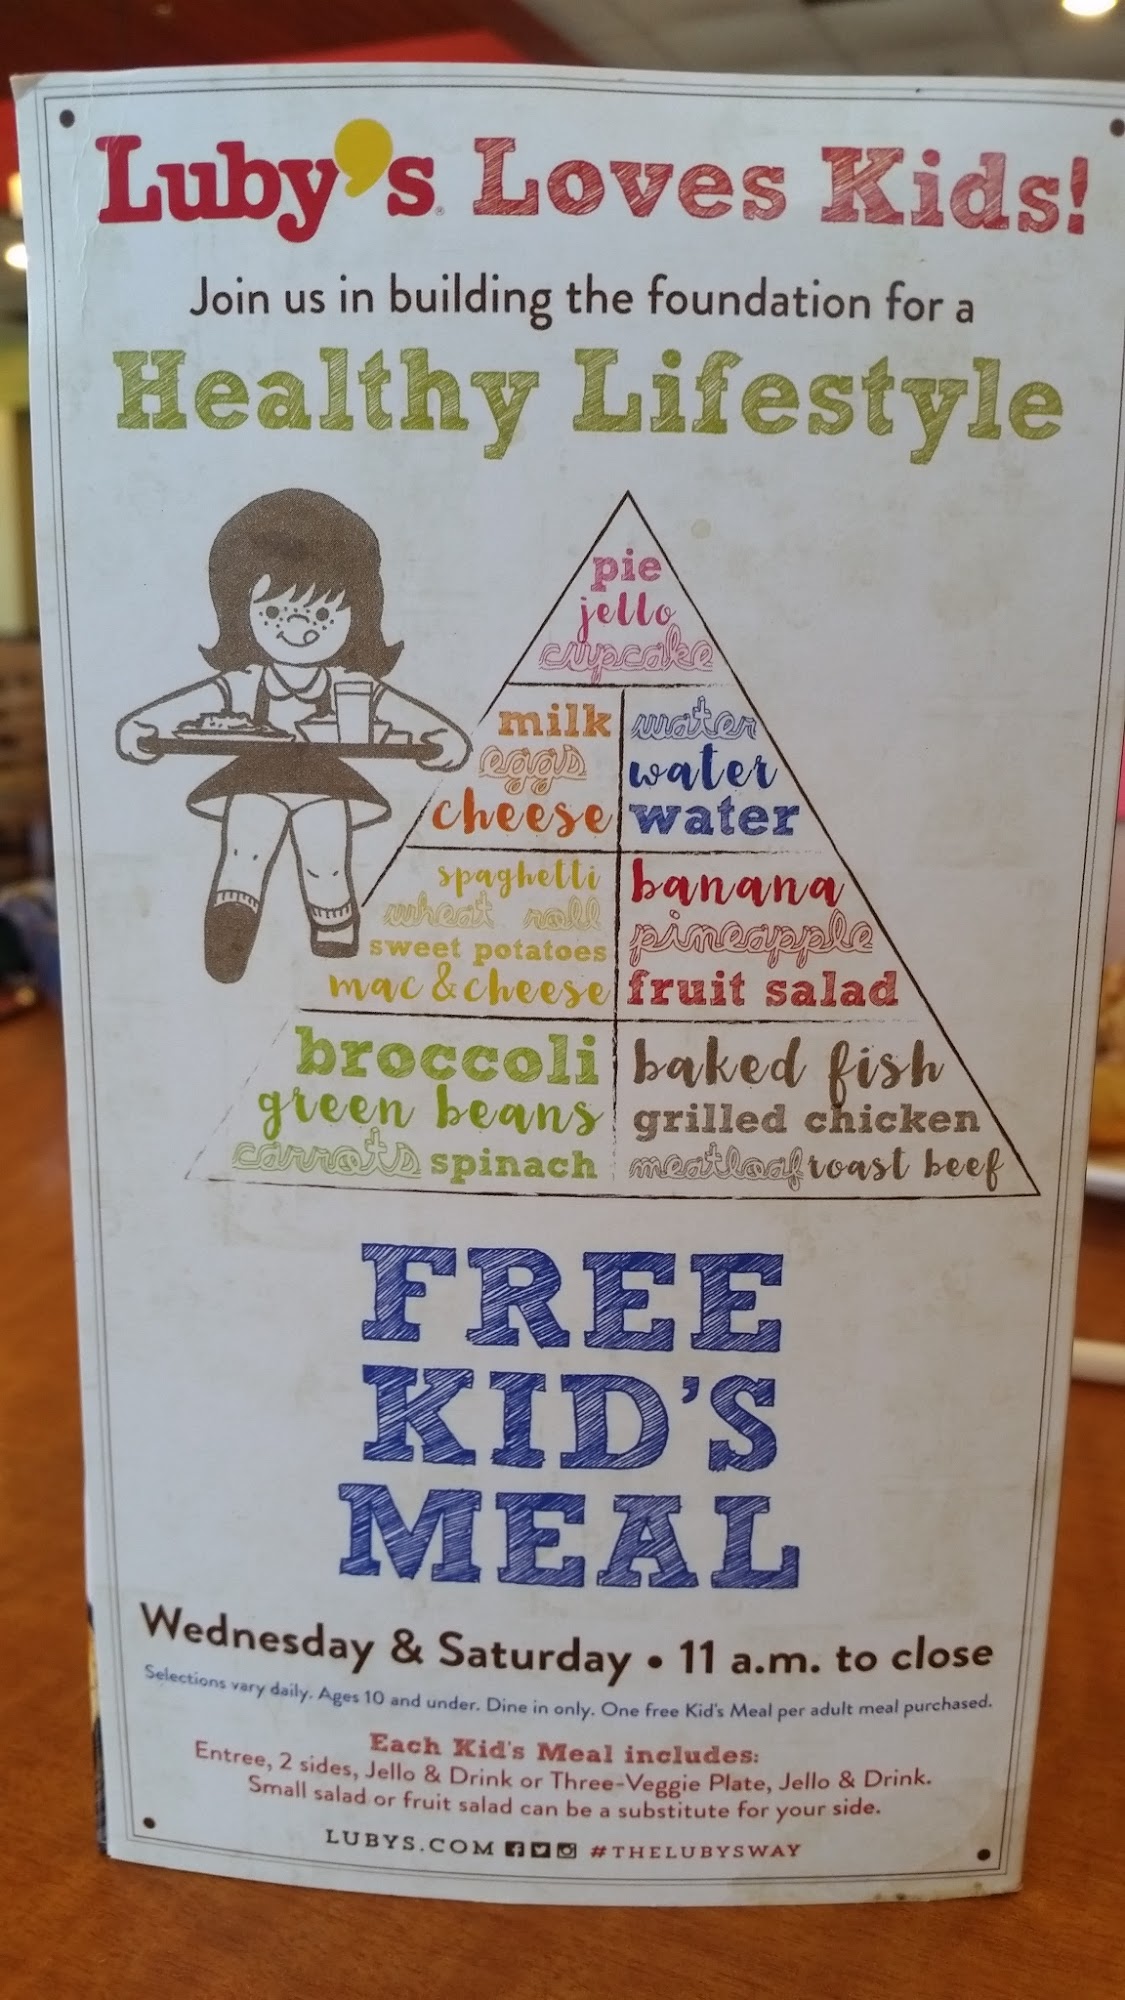 Luby's Loves Kids!
Join us in building the foundation for a
Healthy Lifestyle
pie
jello
cupcake
milk
eggs
cheese
water
water
water
spaghetti
wheat roll
sweet potatoes
mac & cheese
banana
pineapple
fruit salad
broccoli
green beans
carrots spinach
baked fish
grilled chicken
meatloaf roast beef
FREE
KID'S
MEAL
Wednesday & Saturday • 11 a.m. to close
Selections vary daily. Ages 10 and under. Dine in only. One free Kid's Meal per adult meal purchased.
Each Kid's Meal includes:
Entree, 2 sides, Jello & Drink or Three-Veggie Plate, Jello & Drink.
Small salad or fruit salad can be a substitute for your side.
LUBYS.COM #THELUBYSWAY